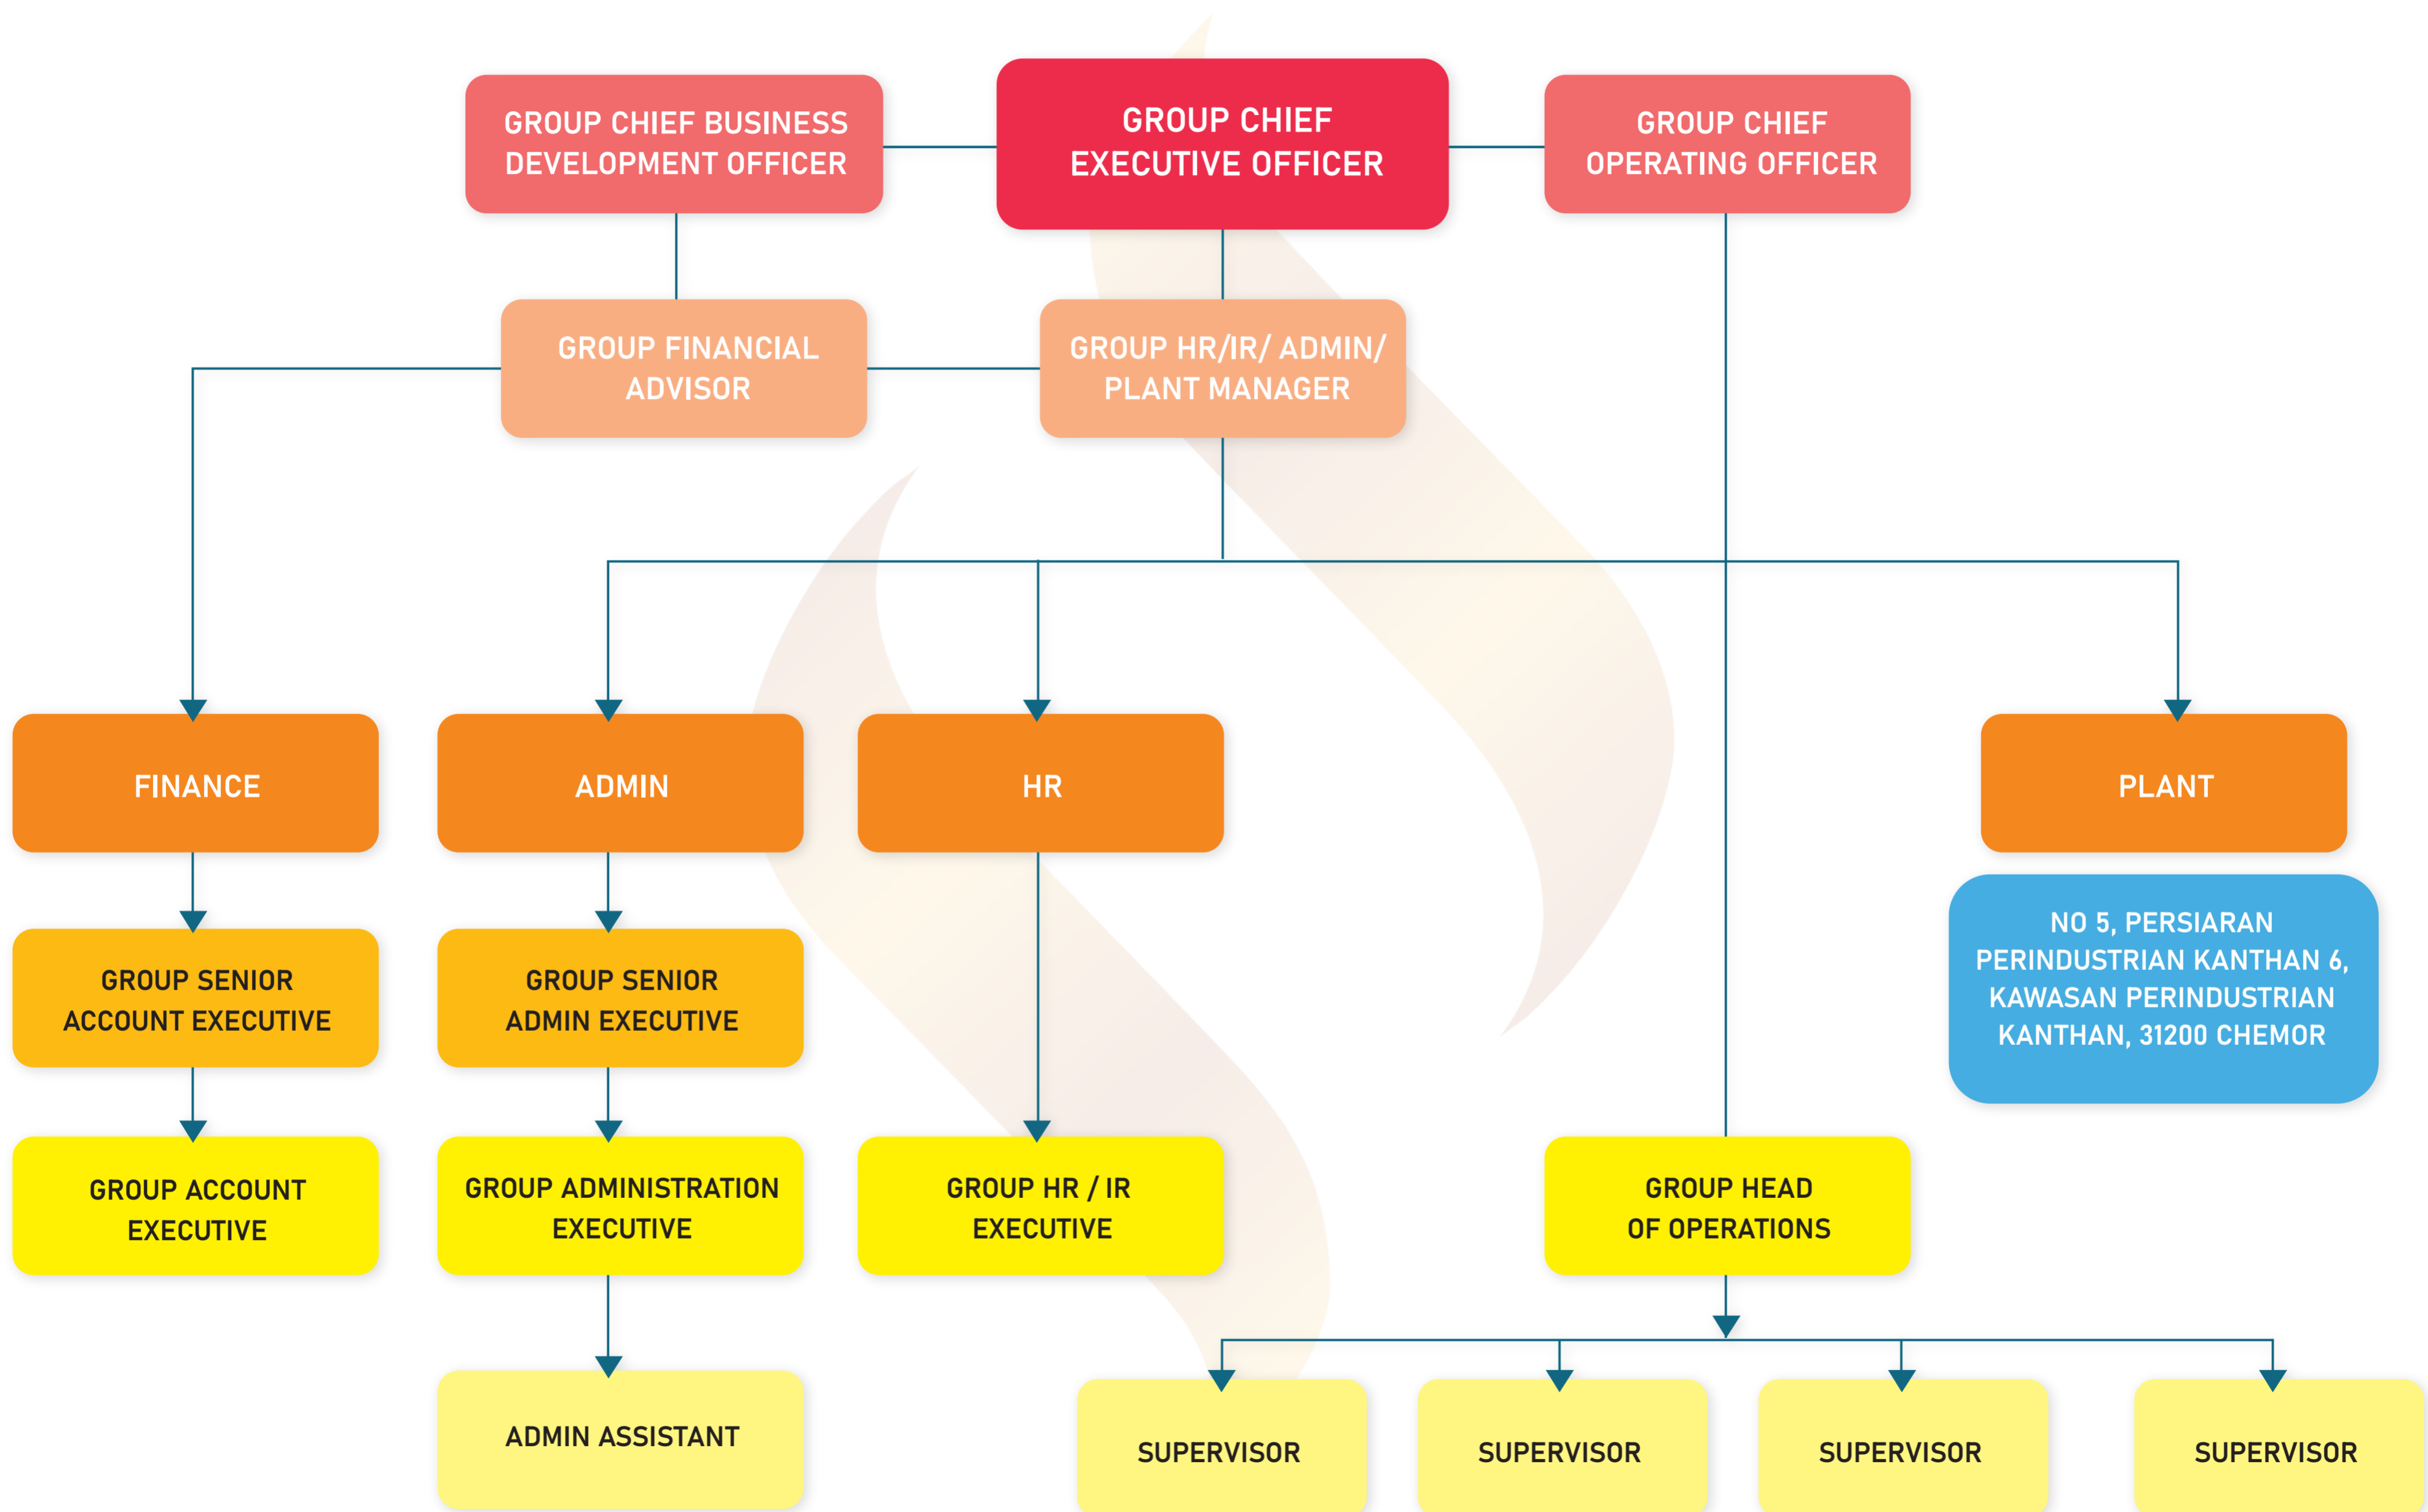 GROUP CHIEF BUSINESS
DEVELOPMENT OFFICER
GROUP CHIEF
EXECUTIVE OFFICER
GROUP CHIEF
OPERATING OFFICER
GROUP FINANCIAL
ADVISOR
GROUP HR/IR/ ADMIN/
PLANT MANAGER
FINANCE
ADMIN
HR
PLANT
NO 5, PERSIARAN
PERINDUSTRIAN KANTHAN 6,
KAWASAN PERINDUSTRIAN
KANTHAN, 31200 CHEMOR
GROUP SENIOR
ACCOUNT EXECUTIVE
GROUP SENIOR
ADMIN EXECUTIVE
GROUP ACCOUNT
EXECUTIVE
GROUP ADMINISTRATION
EXECUTIVE
GROUP HR / IR
EXECUTIVE
GROUP HEAD
OF OPERATIONS
ADMIN ASSISTANT
SUPERVISOR
SUPERVISOR
SUPERVISOR
SUPERVISOR